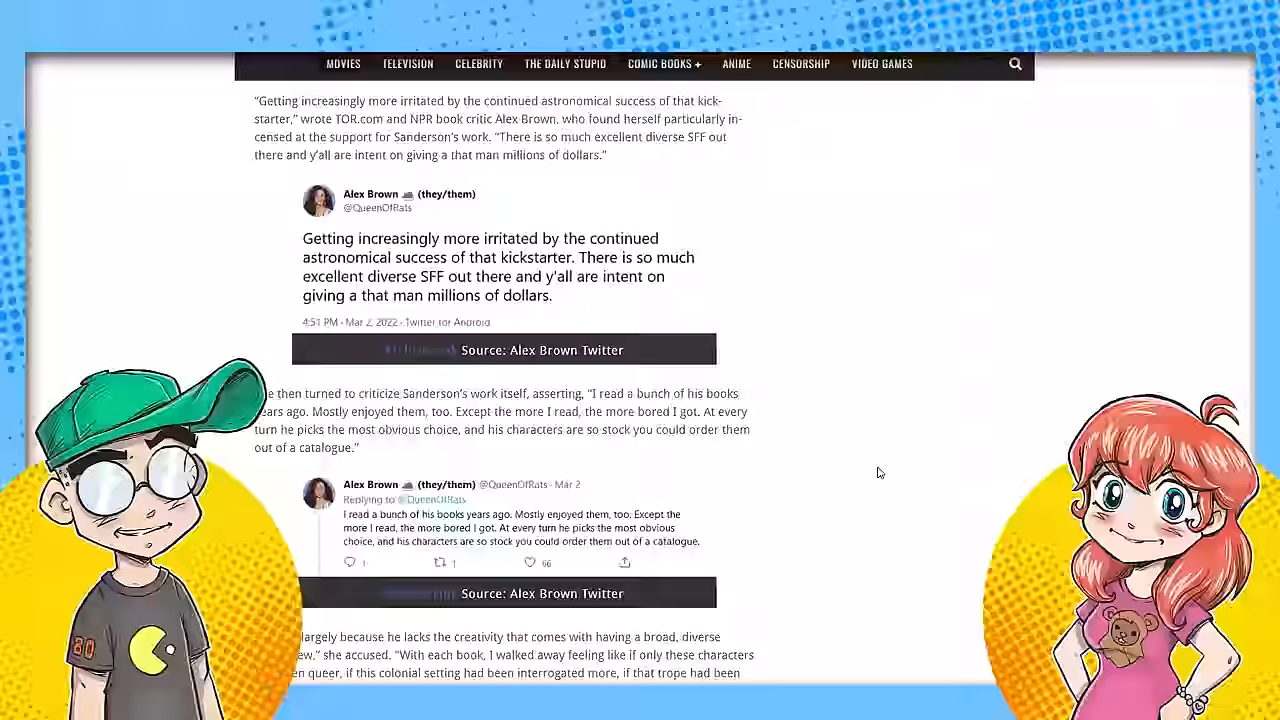 MOVIES TELEVISION CELEBRITY THE DAILY STUPID COMIC BOOKS + ANIME CENSORSHIP VIDEO GAMES
“Getting increasingly more irritated by the continued astronomical success of that kick-
starter,” wrote TOR.com and NPR book critic Alex Brown, who found herself particularly in-
censed at the support for Sanderson’s work. “There is so much excellent diverse SFF out
there and y’all are intent on giving a that man millions of dollars.”
Alex Brown (they/them)
@QueenOfRats
Getting increasingly more irritated by the continued
astronomical success of that kickstarter. There is so much
excellent diverse SFF out there and y'all are intent on
giving a that man millions of dollars.
4:51 PM · Mar 2, 2022 · Twitter for Android
Source: Alex Brown Twitter
then turned to criticize Sanderson’s work itself, asserting, “I read a bunch of his books
years ago. Mostly enjoyed them, too. Except the more I read, the more bored I got. At every
turn he picks the most obvious choice, and his characters are so stock you could order them
out of a catalogue.”
Alex Brown (they/them) @QueenOfRats · Mar 2
Replying to @QueenOfRats
I read a bunch of his books years ago. Mostly enjoyed them, too. Except the
more I read, the more bored I got. At every turn he picks the most obvious
choice, and his characters are so stock you could order them out of a catalogue.
1 1 66
Source: Alex Brown Twitter
largely because he lacks the creativity that comes with having a broad, diverse
she accused. “With each book, I walked away feeling like if only these characters
queer, if this colonial setting had been interrogated more, if that trope had been
80